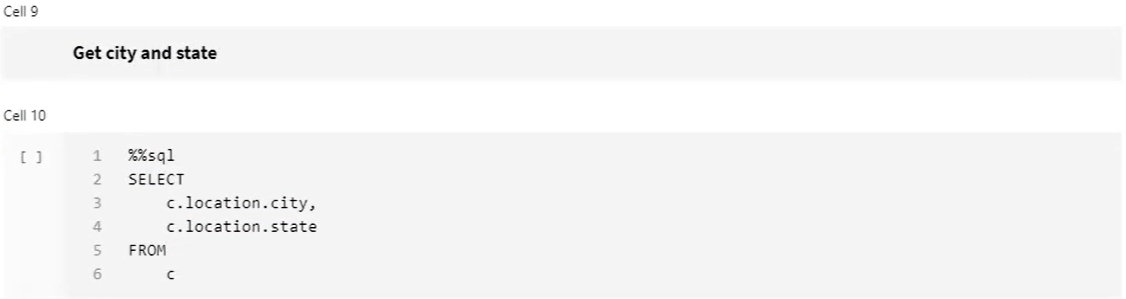 Cell 9
Get city and state
Cell 10
[ ] 1 %%sql
2 SELECT
3 c.location.city,
4 c.location.state
5 FROM
6 c